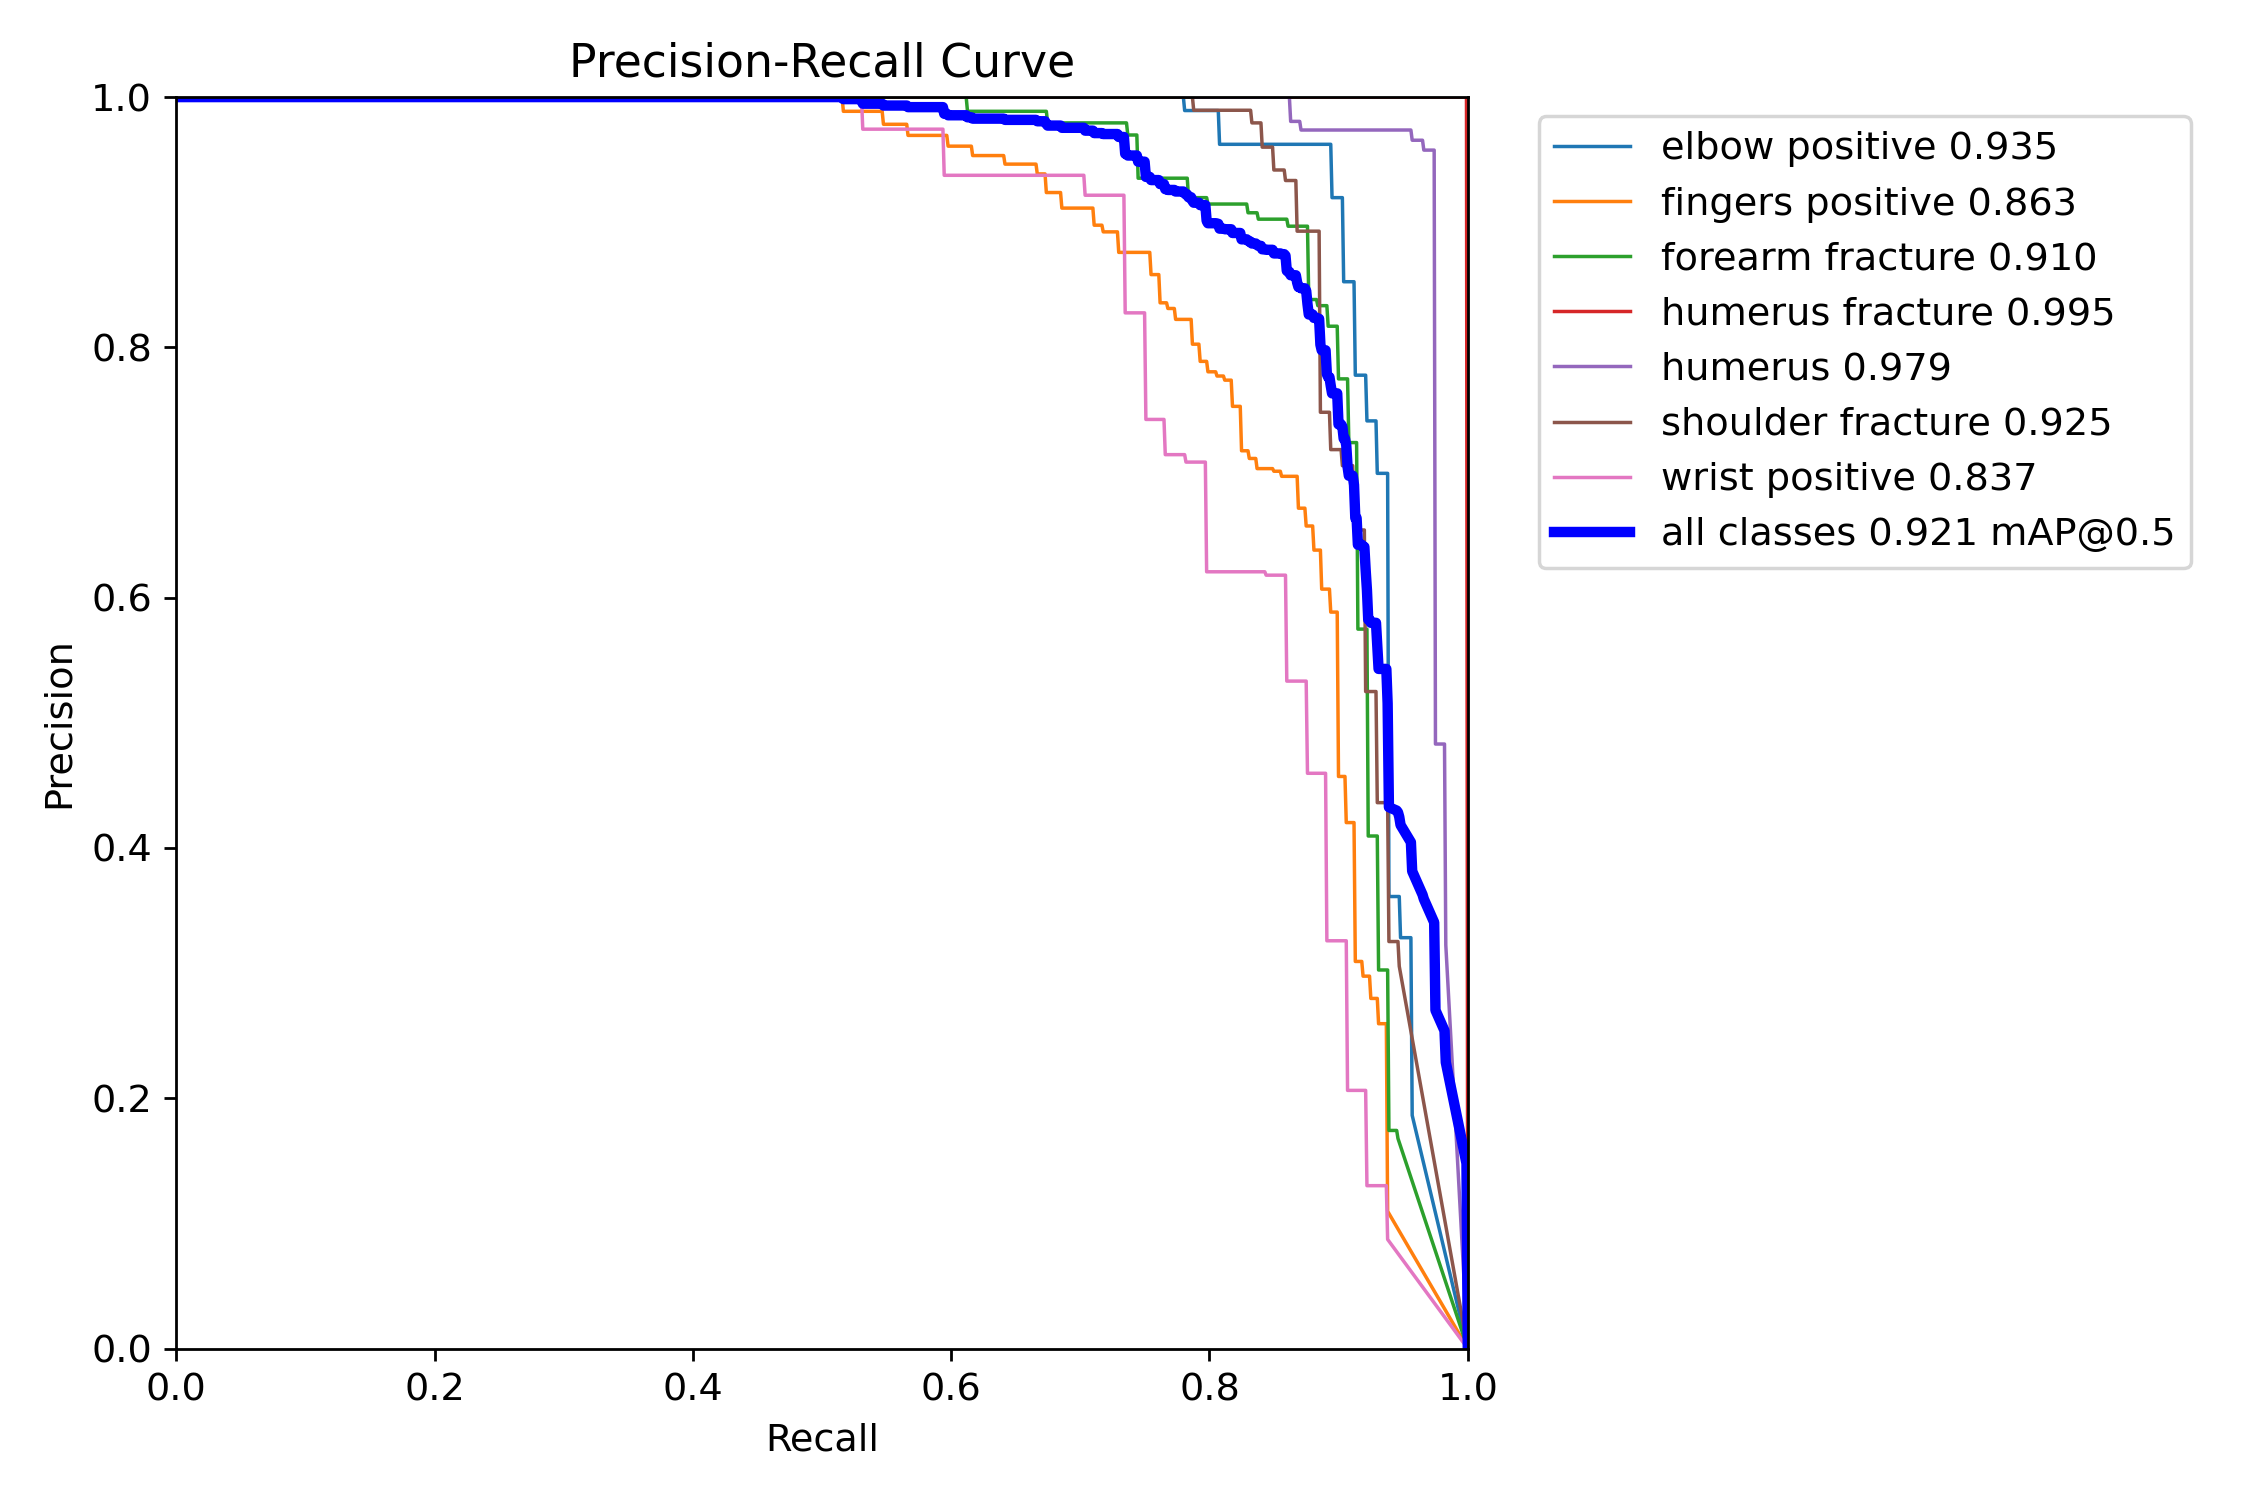 Precision-Recall Curve
1.0
0.8
0.6
0.4
0.2
0.0
Precision
0.0 0.2 0.4 0.6 0.8 1.0
Recall
elbow positive 0.935
fingers positive 0.863
forearm fracture 0.910
humerus fracture 0.995
humerus 0.979
shoulder fracture 0.925
wrist positive 0.837
all classes 0.921 mAP@0.5